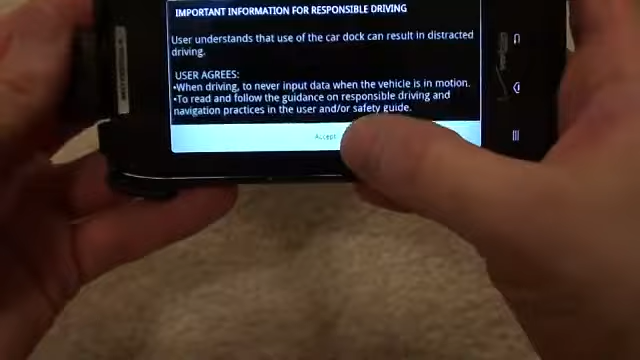 IMPORTANT INFORMATION FOR RESPONSIBLE DRIVING
User understands that use of the car dock can result in distracted
driving.
USER AGREES:
•When driving, to never input data when the vehicle is in motion.
•To read and follow the guidance on responsible driving and
navigation practices in the user and/or safety guide.
Accept